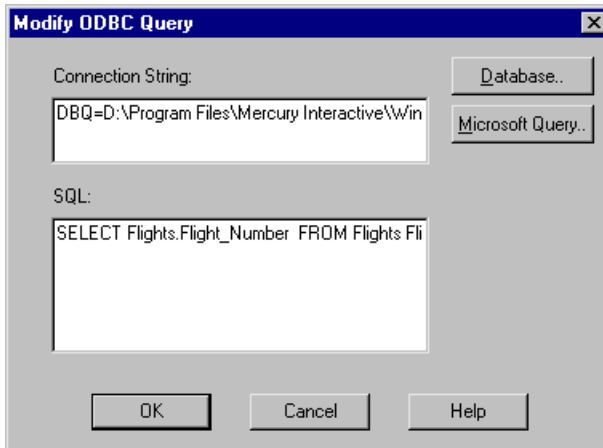 Modify ODBC Query
Connection String:
Database..
DBQ=D:\Program Files\Mercury Interactive\\Win
Microsoft Query..
SQL:
SELECT Flights.Flight_Number  FROM Flights Fli
OK
Cancel
Help